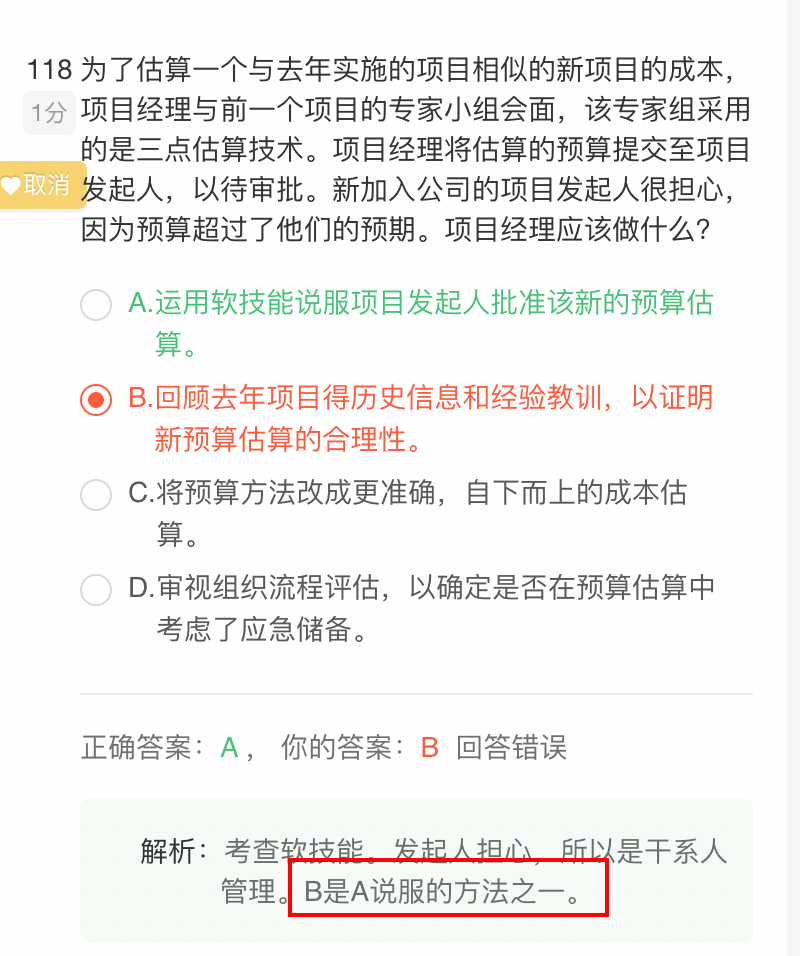 118 为了估算一个与去年实施的项目相似的新项目的成本，
1分 项目经理与前一个项目的专家小组会面，该专家组采用
的是三点估算技术。项目经理将估算的预算提交至项目
取消 发起人，以待审批。新加入公司的项目发起人很担心，
因为预算超过了他们的预期。项目经理应该做什么?
A.运用软技能说服项目发起人批准该新的预算估
算。
B.回顾去年项目得历史信息和经验教训，以证明
新预算估算的合理性。
C.将预算方法改成更准确，自下而上的成本估
算。
D.审视组织流程评估，以确定是否在预算估算中
考虑了应急储备。
正确答案：A， 你的答案：B 回答错误
解析：考查软技能。发起人担心，所以是干系人
管理。B是A说服的方法之一。